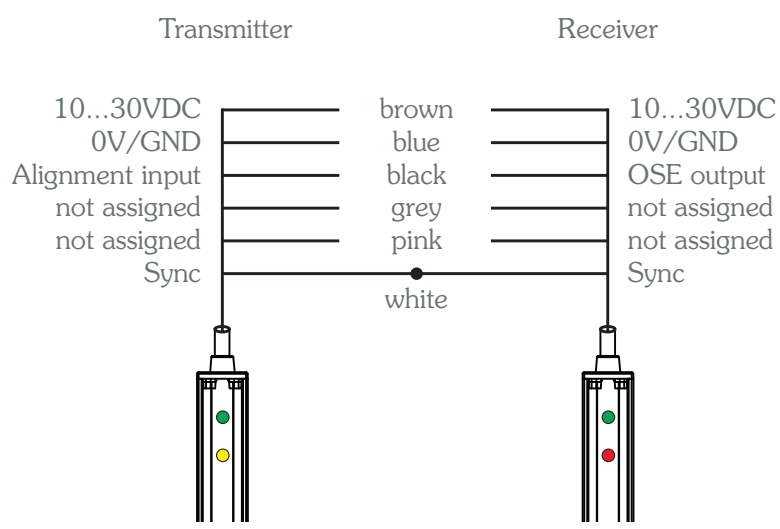 Transmitter Receiver
10...30VDC brown 10...30VDC
0V/GND blue 0V/GND
Alignment input black OSE output
not assigned grey not assigned
not assigned pink not assigned
Sync Sync
white